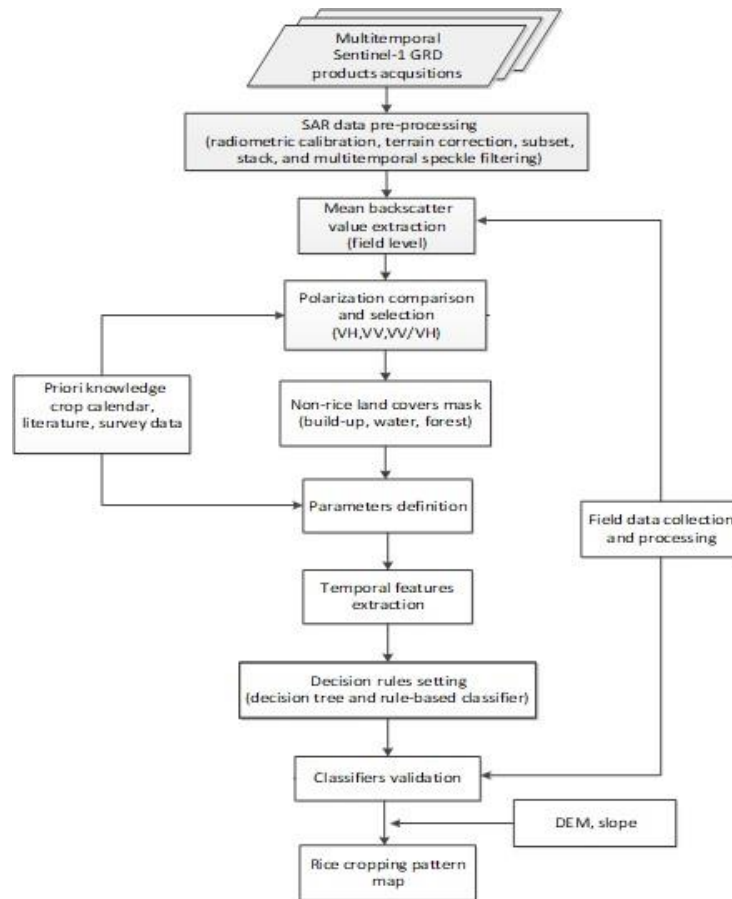 Multitemporal
Sentinel-1 GRD
products acqusitions
SAR data pre-processing
(radiometric calibration, terrain correction, subset,
stack, and multitemporal speckle filtering)
Mean backscatter
value extraction
(field level)
Polarization comparison
and selection
(VH,VV,VV/VH)
Priori knowledge
crop calendar,
literature, survey data
Non-rice land covers mask
(build-up, water, forest)
Parameters definition
Field data collection
and processing
Temporal features
extraction
Decision rules setting
(decision tree and rule-based classifier)
Classifiers validation
DEM, slope
Rice cropping pattern
map